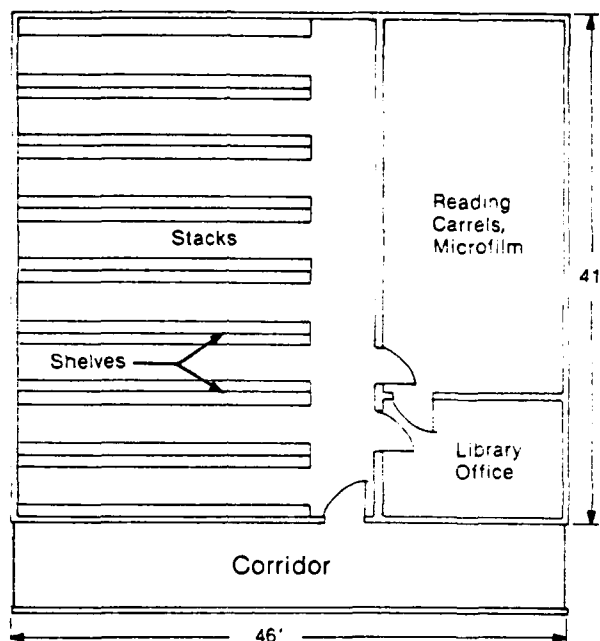 Reading
Carrels,
Microfilm
Stacks
41
Shelves
Library
Office
Corridor
46'